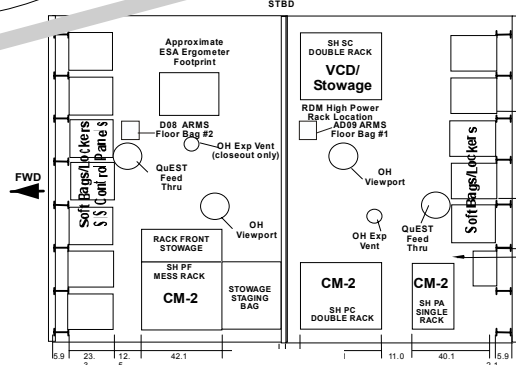 STBD
Approximate
ESA Ergometer
Footprint
SH SC
DOUBLE RACK
VCD/
Stowage
RDM High Power
Rack Location
D08 ARMS
Floor Bag #2
AD09 ARMS
Floor Bag #1
OH Exp Vent
(closeout only)
Soft Bags/Lockers
S/S Control Panels
FWD
QuEST
Feed
Thru
OH
Viewport
OH
Viewport
Soft Bags/Lockers
OH Exp
Vent
QuEST
Feed
Thru
RACK FRONT
STOWAGE
SH PF
MESS RACK
CM-2
STOWAGE
STAGING
BAG
CM-2
SH PC
DOUBLE RACK
CM-2
SH PA
SINGLE
RACK
5.9
23.
12.
42.1
11.0
40.1
5.9